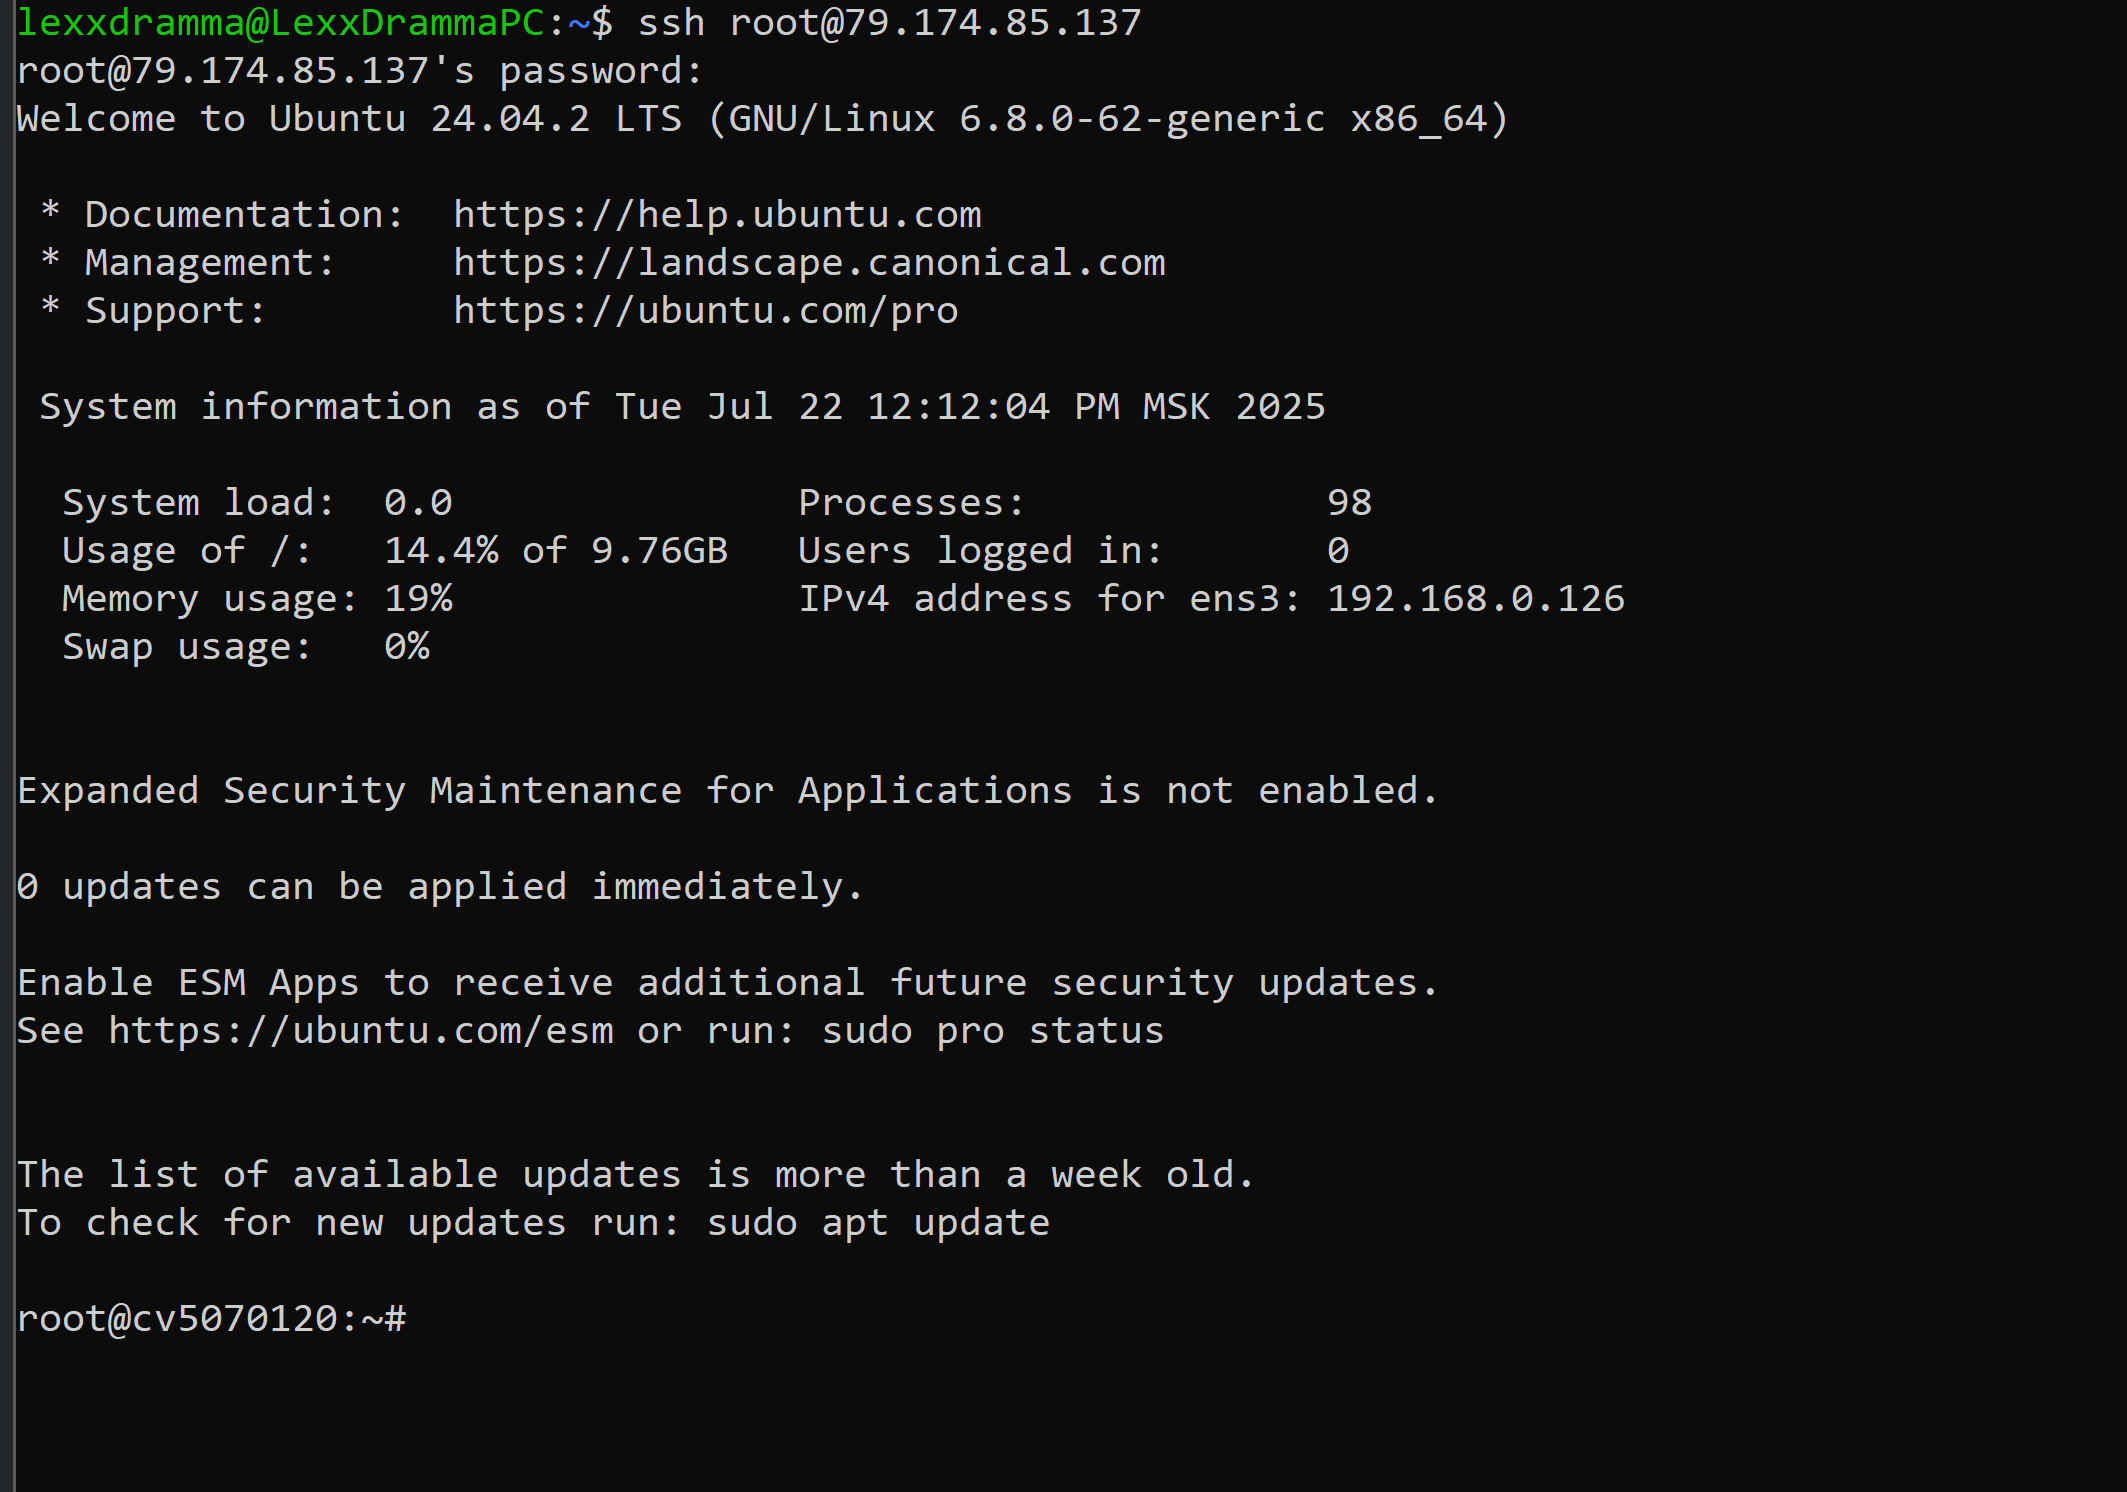 lexxdramma@LexxDrammaPC:~$ ssh root@79.174.85.137
root@79.174.85.137's password:
Welcome to Ubuntu 24.04.2 LTS (GNU/Linux 6.8.0-62-generic x86_64)
* Documentation:  https://help.ubuntu.com
* Management:     https://landscape.canonical.com
* Support:        https://ubuntu.com/pro
System information as of Tue Jul 22 12:12:04 PM MSK 2025
System load:  0.0               Processes:             98
Usage of /:   14.4% of 9.76GB   Users logged in:       0
Memory usage: 19%               IPv4 address for ens3: 192.168.0.126
Swap usage:   0%
Expanded Security Maintenance for Applications is not enabled.
0 updates can be applied immediately.
Enable ESM Apps to receive additional future security updates.
See https://ubuntu.com/esm or run: sudo pro status
The list of available updates is more than a week old.
To check for new updates run: sudo apt update
root@cv5070120:~#